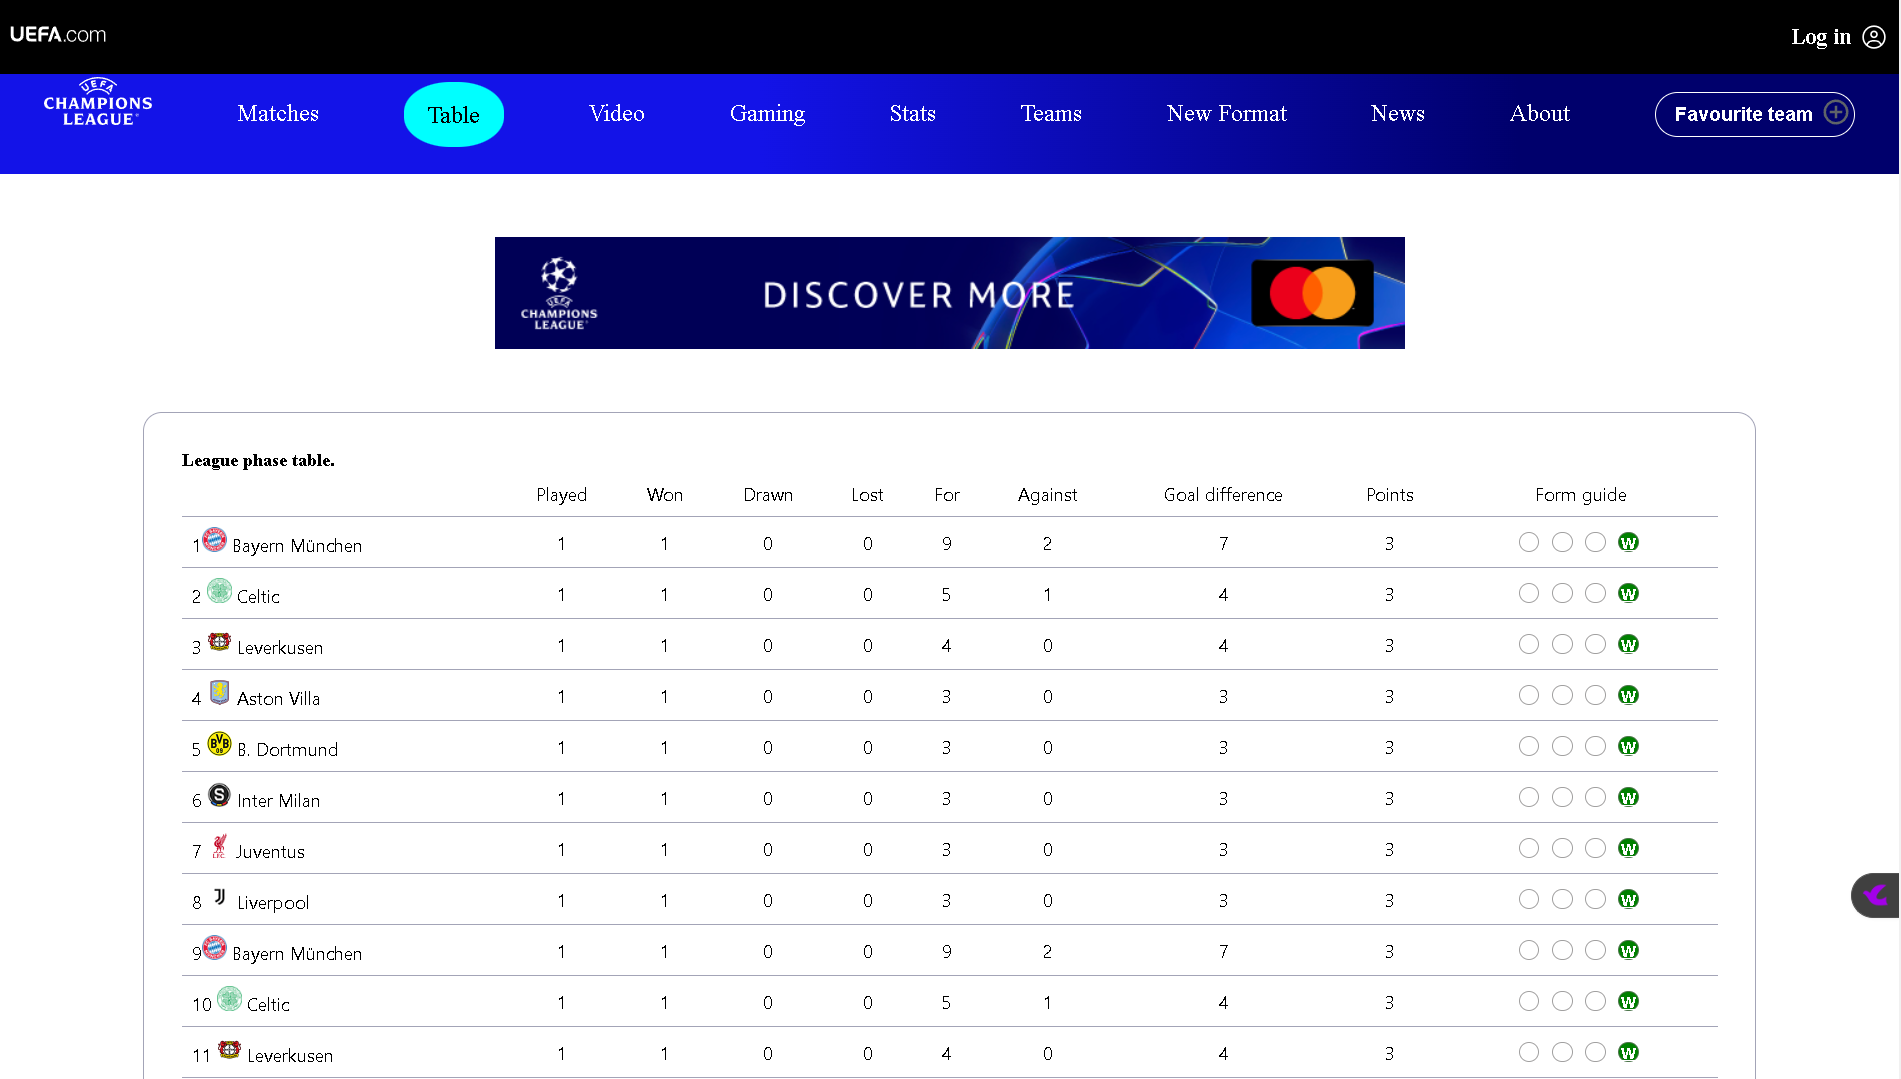 UEFA.com
Log in
UEFA
CHAMPIONS
LEAGUE
Matches Table Video Gaming Stats Teams New Format News About Favourite team
UEFA
CHAMPIONS
LEAGUE
DISCOVER MORE
League phase table.
Played Won Drawn Lost For Against Goal difference Points Form guide
1 Bayern München 1 1 0 0 9 2 7 3 W
2 Celtic 1 1 0 0 5 1 4 3 W
3 Leverkusen 1 1 0 0 4 0 4 3 W
4 Aston Villa 1 1 0 0 3 0 3 3 W
5 BVB 09 B. Dortmund 1 1 0 0 3 0 3 3 W
6 S Inter Milan 1 1 0 0 3 0 3 3 W
7 L.F.C. Juventus 1 1 0 0 3 0 3 3 W
8 Liverpool 1 1 0 0 3 0 3 3 W
9 Bayern München 1 1 0 0 9 2 7 3 W
10 Celtic 1 1 0 0 5 1 4 3 W
11 Leverkusen 1 1 0 0 4 0 4 3 W